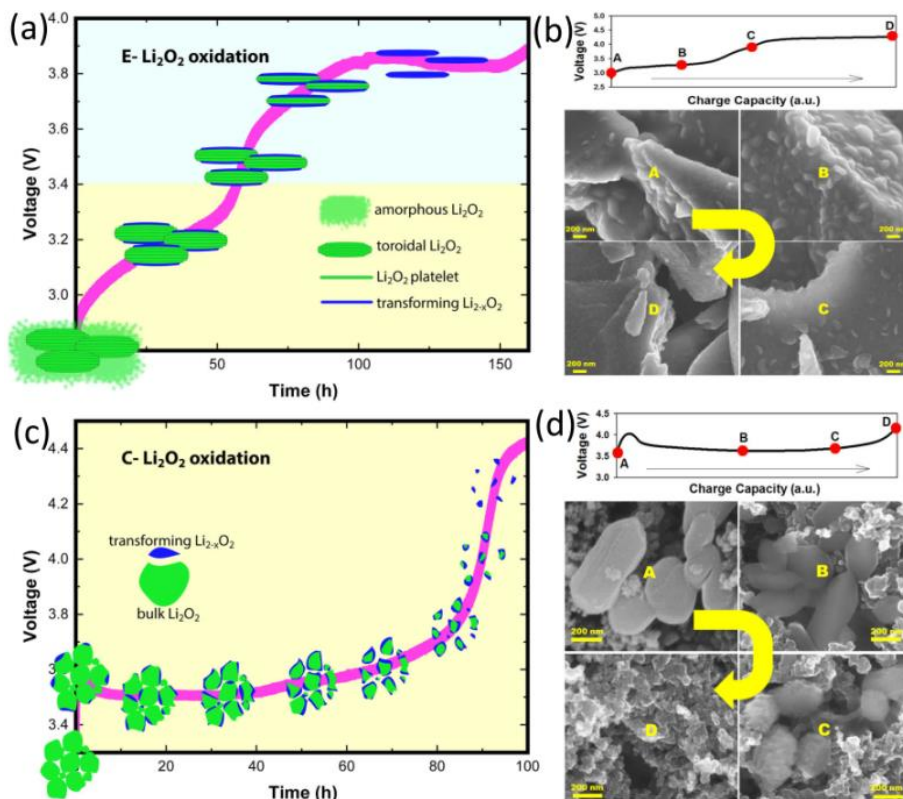 (a)
E- Li₂O₂ oxidation
4.0
3.8
3.6
3.4
3.2
3.0
Voltage (V)
amorphous Li₂O₂
toroidal Li₂O₂
Li₂O₂ platelet
transforming Li₂₋ₓO₂
50
100
150
Time (h)
(b)
5.0
4.5
4.0
3.5
3.0
2.5
Voltage (V)
A
B
C
D
Charge Capacity (a.u.)
A
200 nm
B
200 nm
D
200 nm
C
200 nm
(c)
C- Li₂O₂ oxidation
4.4
4.2
4.0
3.8
3.4
Voltage (V)
transforming Li₂₋ₓO₂
bulk Li₂O₂
20
40
60
80
100
Time (h)
(d)
4.5
4.0
3.5
3.0
Voltage (V)
A
B
C
D
Charge Capacity (a.u.)
A
200 nm
B
200 nm
D
200 nm
C
200 nm